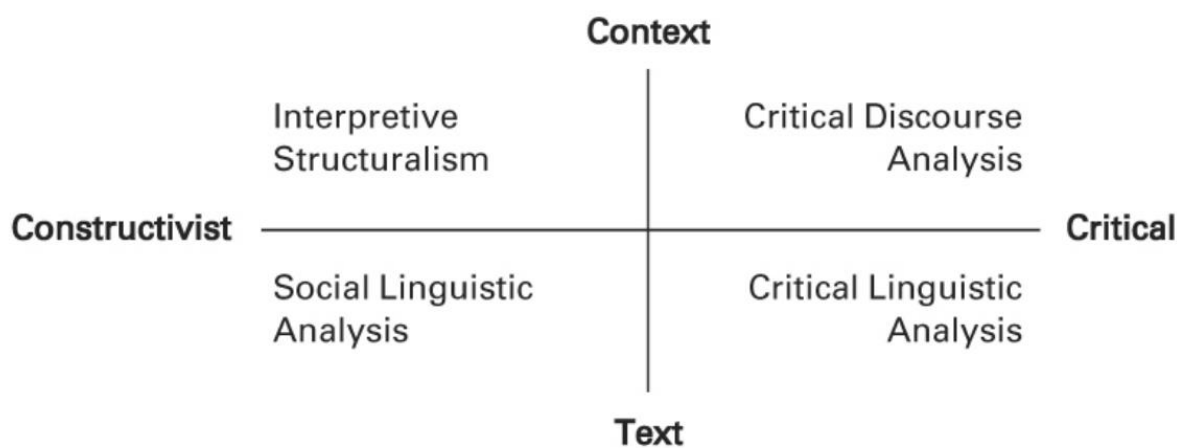 Context
Interpretive
Structuralism
Critical Discourse
Analysis
Constructivist
Critical
Social Linguistic
Analysis
Critical Linguistic
Analysis
Text